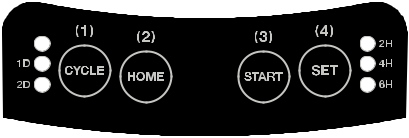 (1) (2) (3) (4)
2H
1D CYCLE HOME START SET 4H
2D 6H